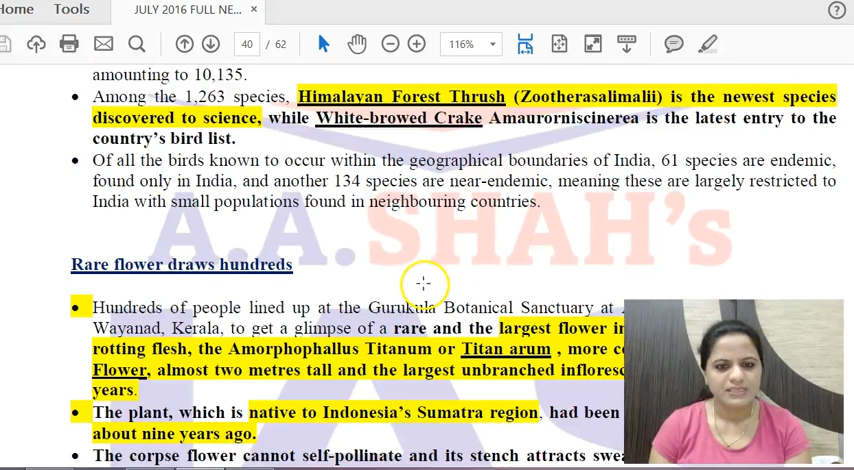 Home Tools JULY 2016 FULL NE... ×
40 / 62 116%
amounting to 10,135.
• Among the 1,263 species, Himalayan Forest Thrush (Zootherasalimalii) is the newest species
discovered to science, while White-browed Crake Amaurorniscinerea is the latest entry to the
country's bird list.
• Of all the birds known to occur within the geographical boundaries of India, 61 species are endemic,
found only in India, and another 134 species are near-endemic, meaning these are largely restricted to
India with small populations found in neighbouring countries.
A.A.SHAH's
IAS
Rare flower draws hundreds
• Hundreds of people lined up at the Gurukula Botanical Sanctuary at
Wayanad, Kerala, to get a glimpse of a rare and the largest flower in
rotting flesh, the Amorphophallus Titanum or Titan arum , more
Flower, almost two metres tall and the largest unbranched
years.
• The plant, which is native to Indonesia's Sumatra region, had been
about nine years ago.
• The corpse flower cannot self-pollinate and its stench attracts